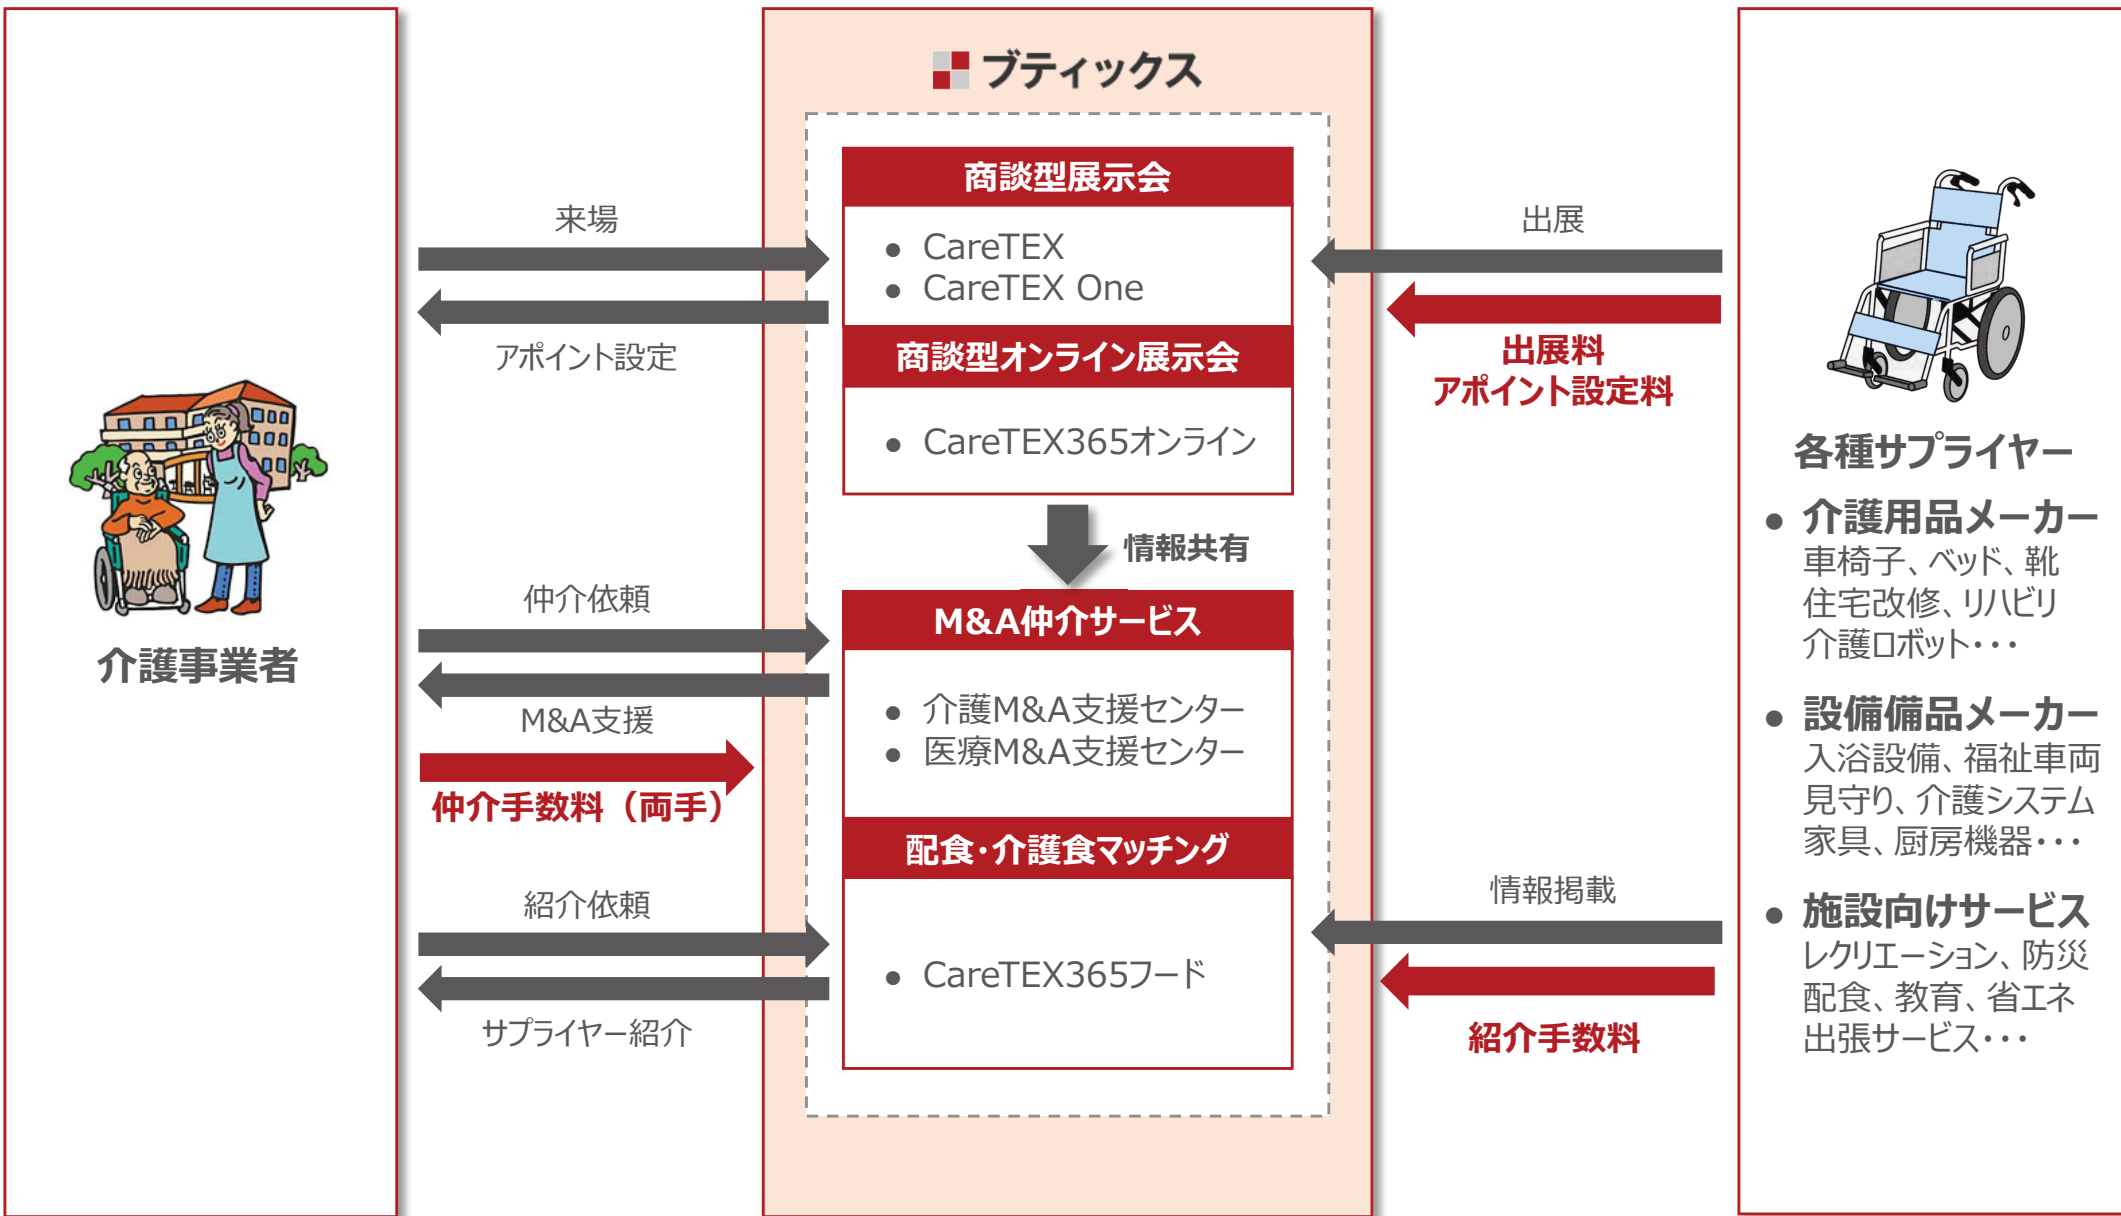 ブティックス
商談型展示会
● CareTEX
● CareTEX One
商談型オンライン展示会
● CareTEX365オンライン
情報共有
M&A仲介サービス
● 介護M&A支援センター
● 医療M&A支援センター
配食・介護食マッチング
● CareTEX365フード
介護事業者
来場
アポイント設定
仲介依頼
M&A支援
仲介手数料（両手）
紹介依頼
サプライヤー紹介
出展
出展料
アポイント設定料
情報掲載
紹介手数料
各種サプライヤー
● 介護用品メーカー
車椅子、ベッド、靴
住宅改修、リハビリ
介護ロボット・・・
● 設備備品メーカー
入浴設備、福祉車両
見守り、介護システム
家具、厨房機器・・・
● 施設向けサービス
レクリエーション、防災
配食、教育、省エネ
出張サービス・・・